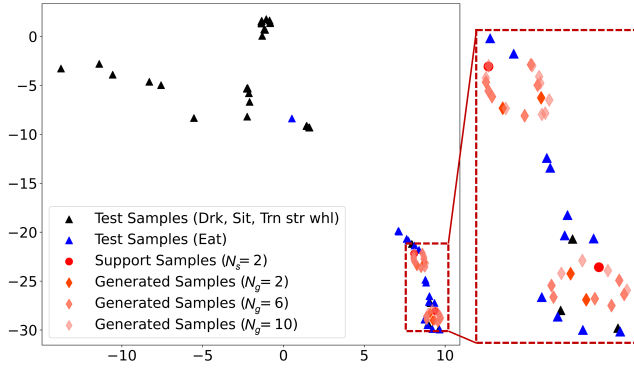 0
−5
−10
−15
−20
−25
−30
Test Samples (Drk, Sit, Trn str whl)
Test Samples (Eat)
Support Samples (Ns= 2)
Generated Samples (Ng= 2)
Generated Samples (Ng= 6)
Generated Samples (Ng= 10)
−10 −5 0 5 10